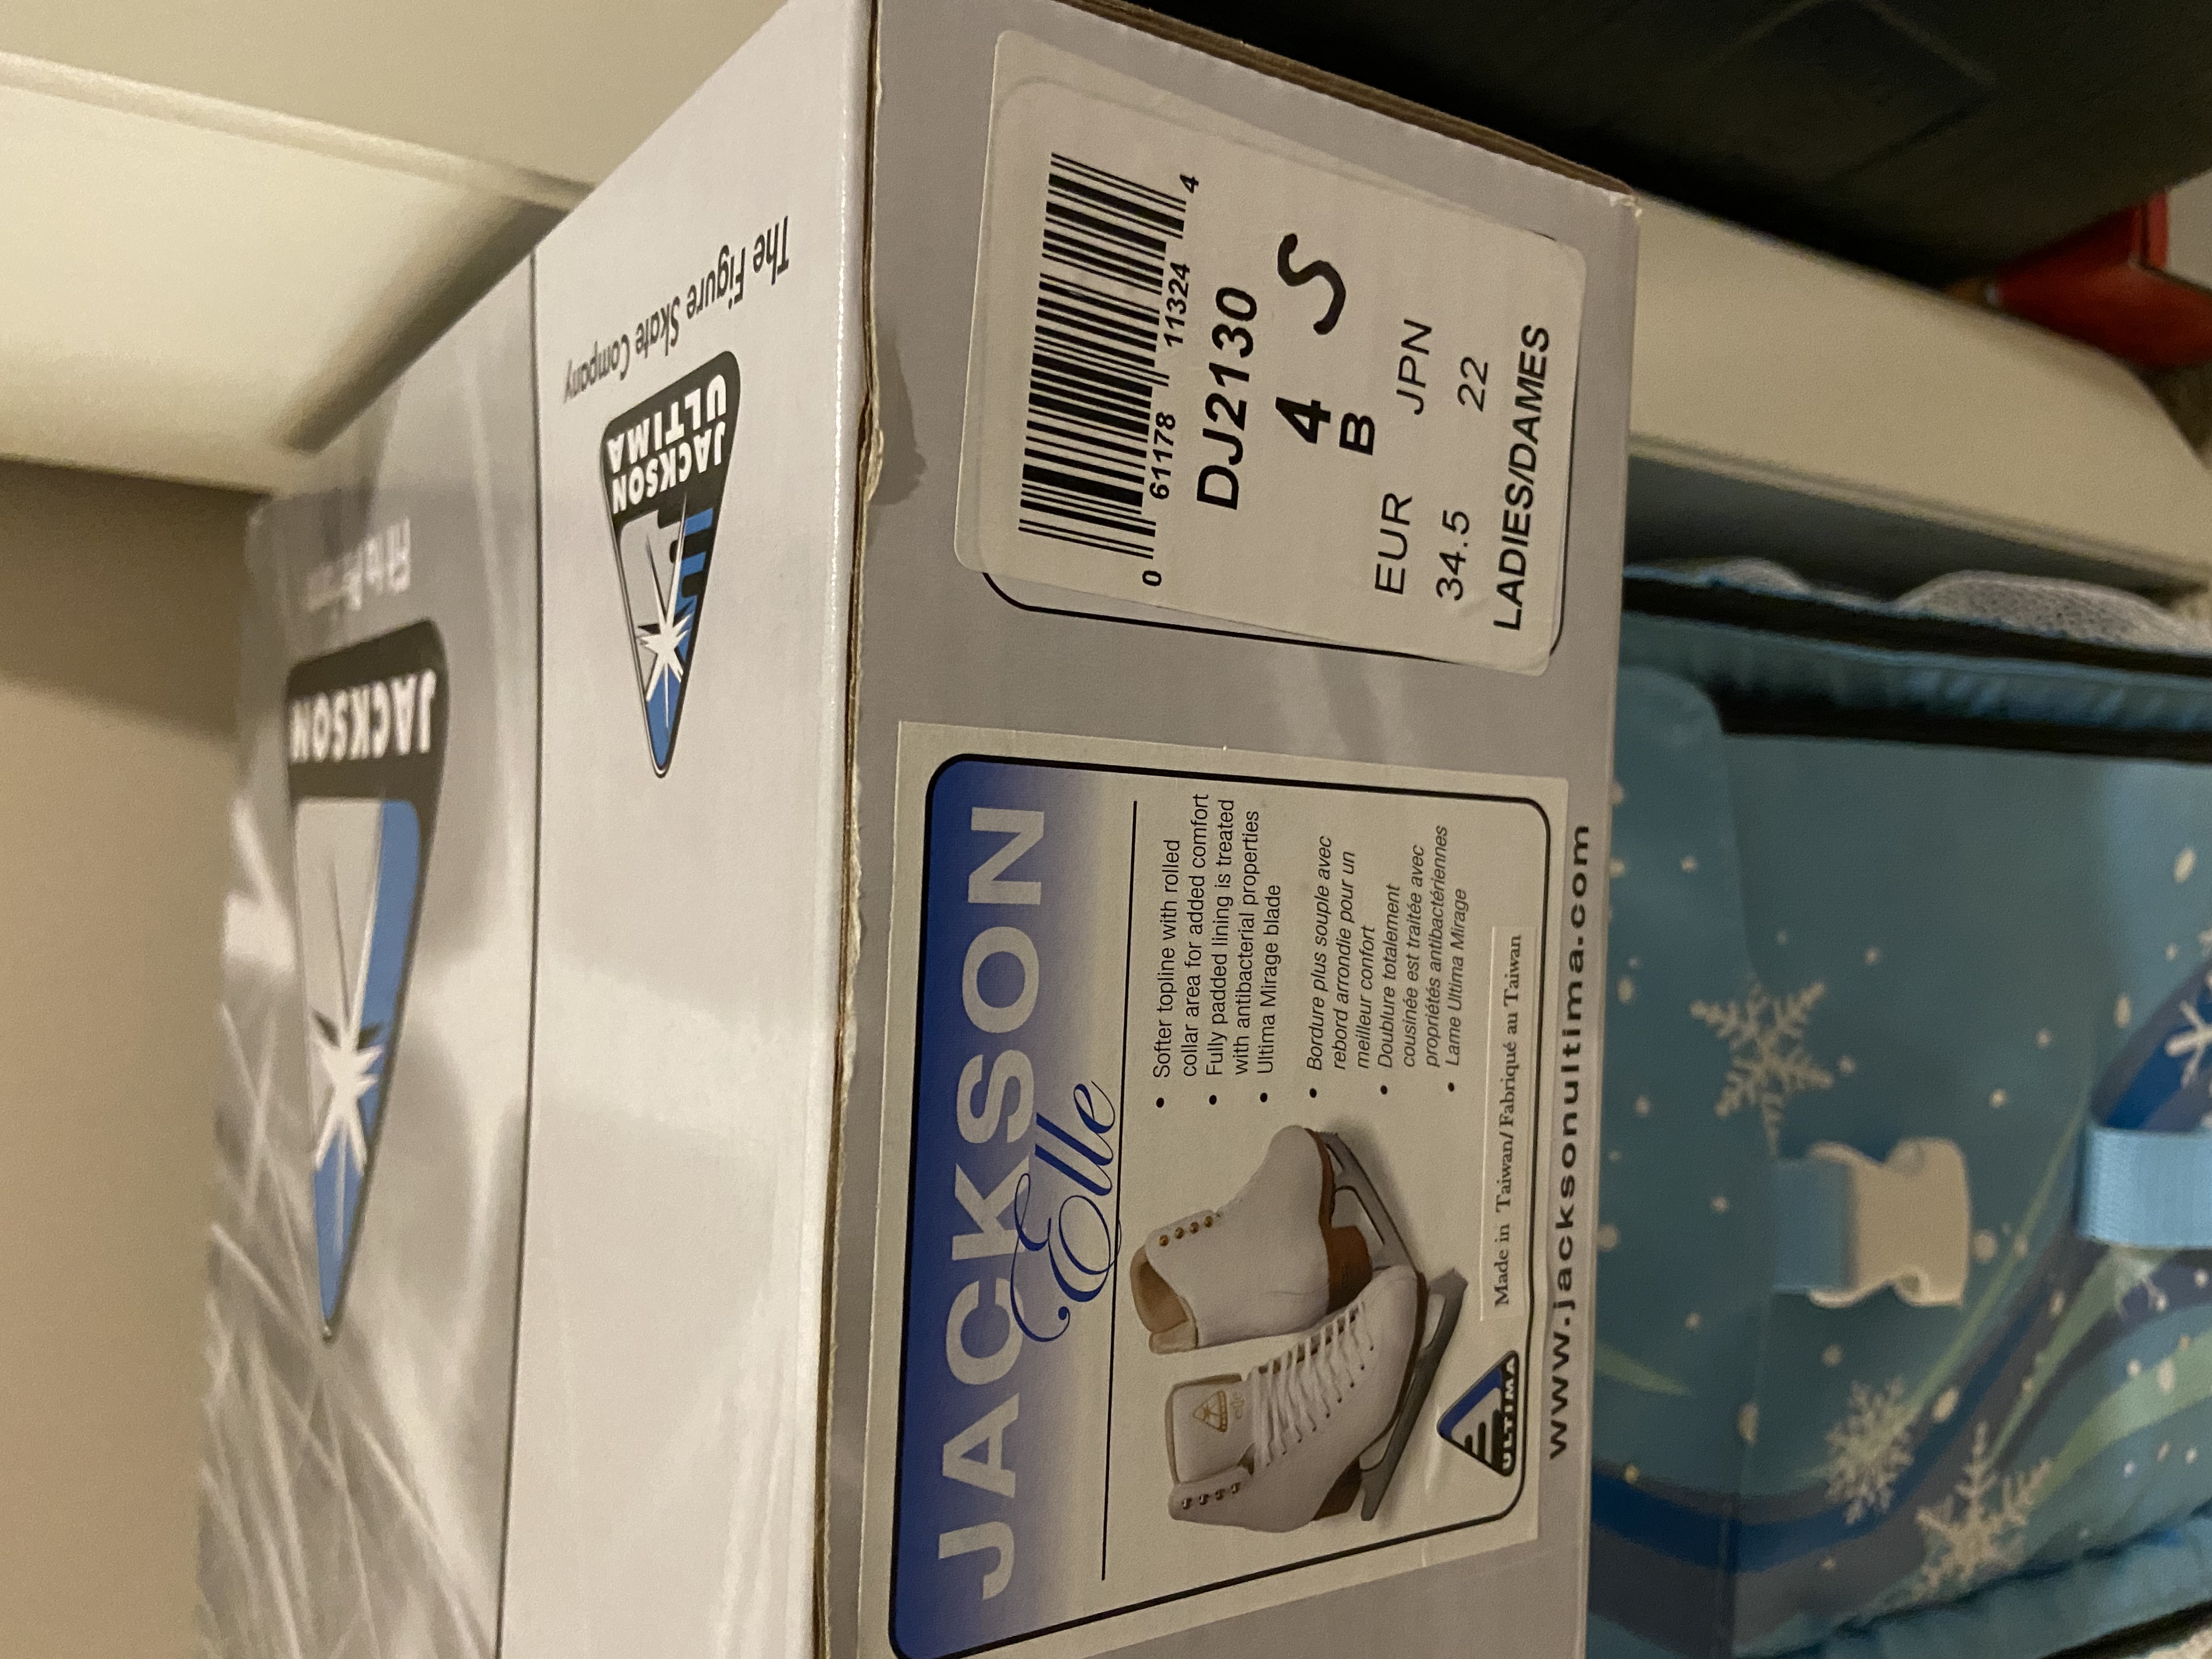 JACKSON
The Figure Skate Company
JACKSON
ULTIMA
JACKSON
Elle
• Softer topline with rolled
collar area for added comfort
• Fully padded lining is treated
with antibacterial properties
• Ultima Mirage blade
• Bordure plus souple avec
rebord arrondie pour un
meilleur confort
• Doublure totalement
cousinée est traitée avec
propriétés antibactériennes
• Lame Ultima Mirage
Made in Taiwan/Fabriqué au Taiwan
ULTIMA
elle
www.jacksonultima.com
0 61178 11324 4
DJ2130
4 S
B
EUR JPN
34.5 22
LADIES/DAMES